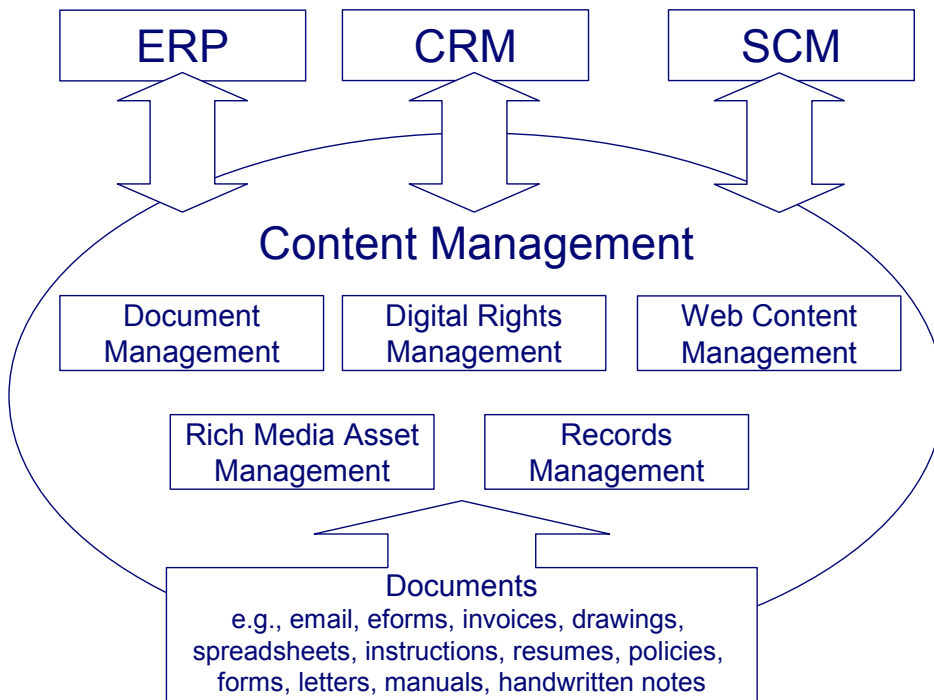 ERP
CRM
SCM
Content Management
Document
Management
Digital Rights
Management
Web Content
Management
Rich Media Asset
Management
Records
Management
Documents
e.g., email, eforms, invoices, drawings,
spreadsheets, instructions, resumes, policies,
forms, letters, manuals, handwritten notes